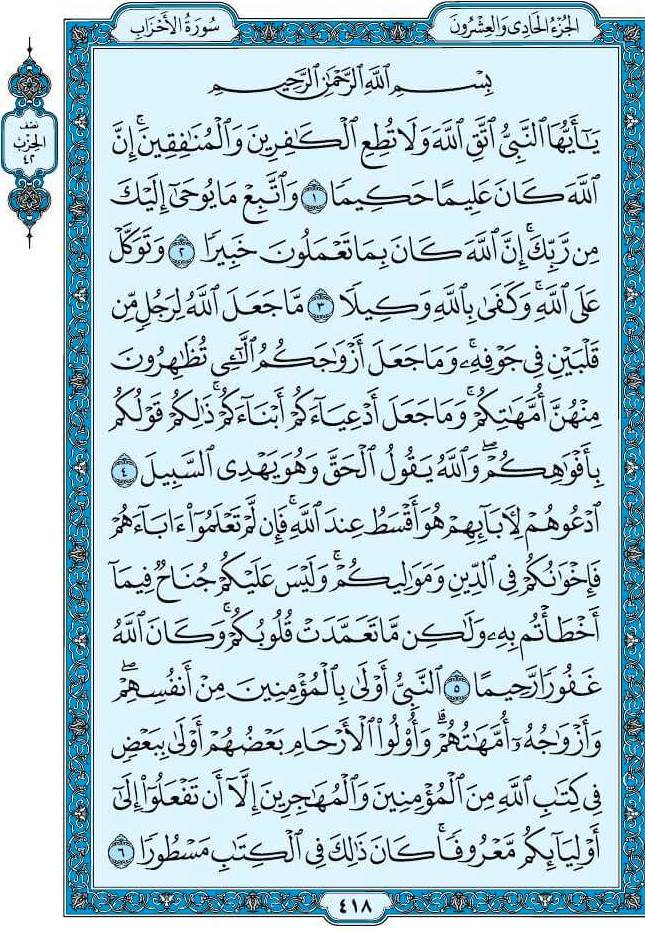 الجُزْءُ الحَادِي وَالعِشْرُونَ
سُورَةُ الأَحْزَابِ
نِصْف
الحِزْب
٤٢
بِسْمِ ٱللَّهِ ٱلرَّحْمَٰنِ ٱلرَّحِيمِ
يَٰٓأَيُّهَا ٱلنَّبِيُّ ٱتَّقِ ٱللَّهَ وَلَا تُطِعِ ٱلْكَٰفِرِينَ وَٱلْمُنَٰفِقِينَۚ إِنَّ
ٱللَّهَ كَانَ عَلِيمًا حَكِيمًا ١ وَٱتَّبِعْ مَا يُوحَىٰٓ إِلَيْكَ
مِن رَّبِّكَۚ إِنَّ ٱللَّهَ كَانَ بِمَا تَعْمَلُونَ خَبِيرًا ٢ وَتَوَكَّلْ
عَلَى ٱللَّهِۚ وَكَفَىٰ بِٱللَّهِ وَكِيلًا ٣ مَّا جَعَلَ ٱللَّهُ لِرَجُلٍ مِّن
قَلْبَيْنِ فِي جَوْفِهِۦۚ وَمَا جَعَلَ أَزْوَٰجَكُمُ ٱلَّٰٓـِٔي تُظَٰهِرُونَ
مِنْهُنَّ أُمَّهَٰتِكُمْۚ وَمَا جَعَلَ أَدْعِيَآءَكُمْ أَبْنَآءَكُمْۚ ذَٰلِكُمْ قَوْلُكُم
بِأَفْوَٰهِكُمْۖ وَٱللَّهُ يَقُولُ ٱلْحَقَّ وَهُوَ يَهْدِي ٱلسَّبِيلَ ٤
ٱدْعُوهُمْ لِأٓبَآئِهِمْ هُوَ أَقْسَطُ عِندَ ٱللَّهِۚ فَإِن لَّمْ تَعْلَمُوٓاْ ءَابَآءَهُمْ
فَإِخْوَٰنُكُمْ فِي ٱلدِّينِ وَمَوَٰلِيكُمْۚ وَلَيْسَ عَلَيْكُمْ جُنَاحٌ فِيمَآ
أَخْطَأْتُم بِهِۦ وَلَٰكِن مَّا تَعَمَّدَتْ قُلُوبُكُمْۚ وَكَانَ ٱللَّهُ
غَفُورًا رَّحِيمًا ٥ ٱلنَّبِيُّ أَوْلَىٰ بِٱلْمُؤْمِنِينَ مِنْ أَنفُسِهِمْۖ
وَأَزْوَٰجُهُۥٓ أُمَّهَٰتُهُمْۗ وَأُوْلُواْ ٱلْأَرْحَامِ بَعْضُهُمْ أَوْلَىٰ بِبَعْضٍ
فِي كِتَٰبِ ٱللَّهِ مِنَ ٱلْمُؤْمِنِينَ وَٱلْمُهَٰجِرِينَ إِلَّآ أَن تَفْعَلُوٓاْ إِلَىٰٓ
أَوْلِيَآئِكُم مَّعْرُوفًاۚ كَانَ ذَٰلِكَ فِي ٱلْكِتَٰبِ مَسْطُورًا ٦
٤١٨